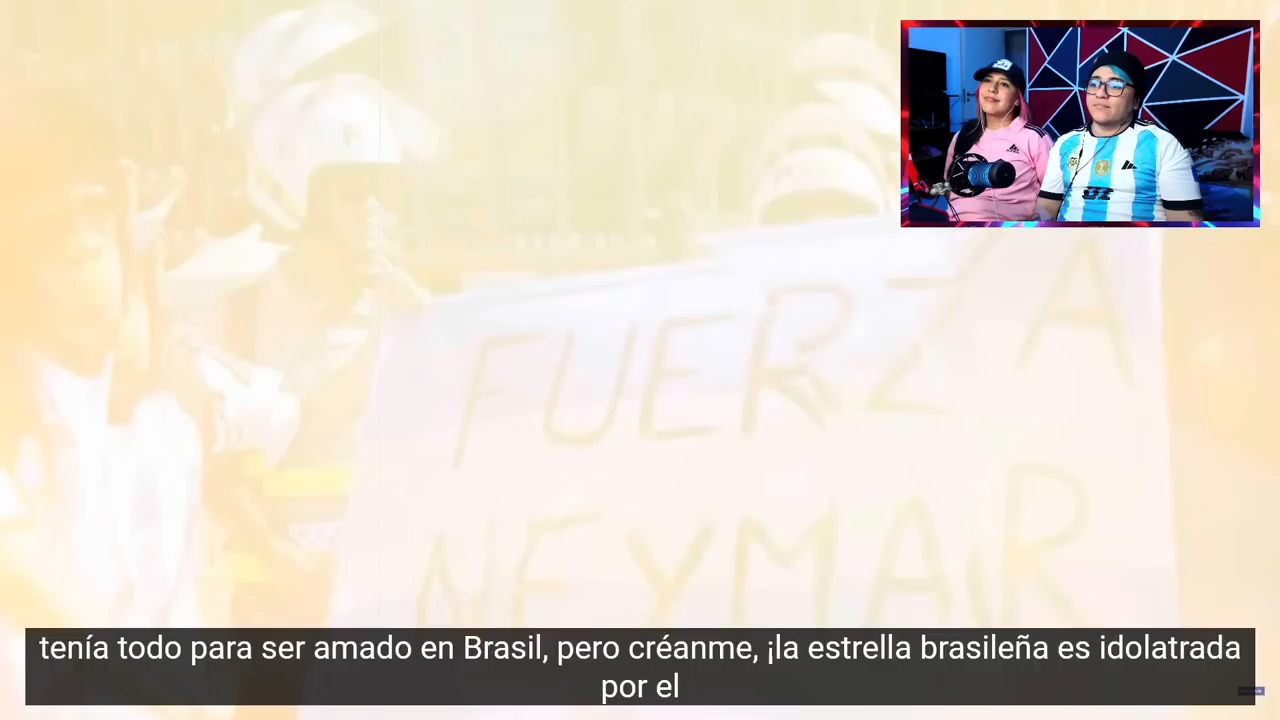 FUERZA
NEYMAR
tenía todo para ser amado en Brasil, pero créanme, ¡la estrella brasileña es idolatrada
por el